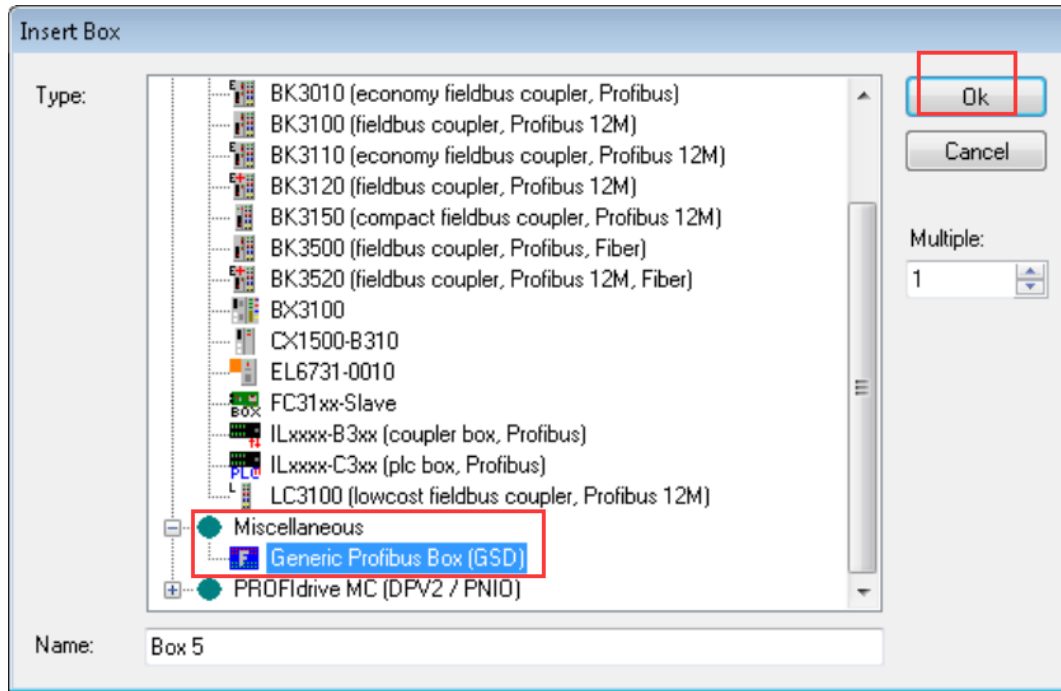 Insert Box
Type:
BK3010 (economy fieldbus coupler, Profibus)
BK3100 (fieldbus coupler, Profibus 12M)
BK3110 (economy fieldbus coupler, Profibus 12M)
BK3120 (fieldbus coupler, Profibus 12M)
BK3150 (compact fieldbus coupler, Profibus 12M)
BK3500 (fieldbus coupler, Profibus, Fiber)
BK3520 (fieldbus coupler, Profibus 12M, Fiber)
BX3100
CX1500-B310
EL6731-0010
FC31xx-Slave
ILxxxx-B3xx (coupler box, Profibus)
ILxxxx-C3xx (plc box, Profibus)
LC3100 (lowcost fieldbus coupler, Profibus 12M)
Miscellaneous
Generic Profibus Box (GSD)
PROFIdrive MC (DPV2 / PNIO)
Ok
Cancel
Multiple:
1
Name:
Box 5